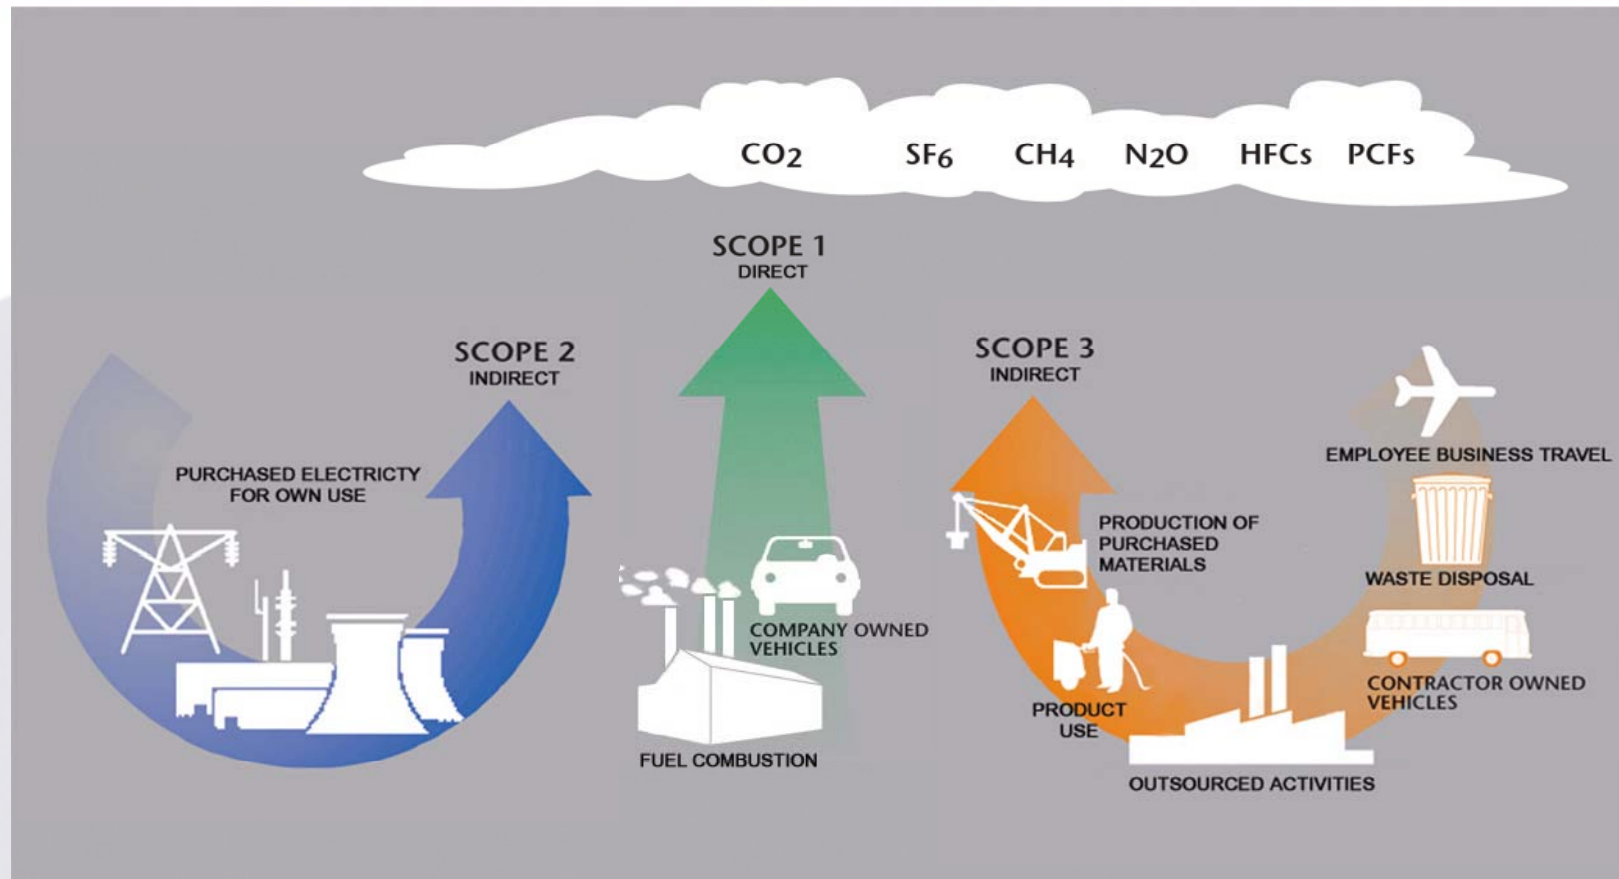 CO2 SF6 CH4 N2O HFCs PCFs
SCOPE 1
DIRECT
SCOPE 2
INDIRECT
SCOPE 3
INDIRECT
PURCHASED ELECTRICTY
FOR OWN USE
COMPANY OWNED
VEHICLES
FUEL COMBUSTION
EMPLOYEE BUSINESS TRAVEL
PRODUCTION OF
PURCHASED
MATERIALS
WASTE DISPOSAL
CONTRACTOR OWNED
VEHICLES
PRODUCT
USE
OUTSOURCED ACTIVITIES